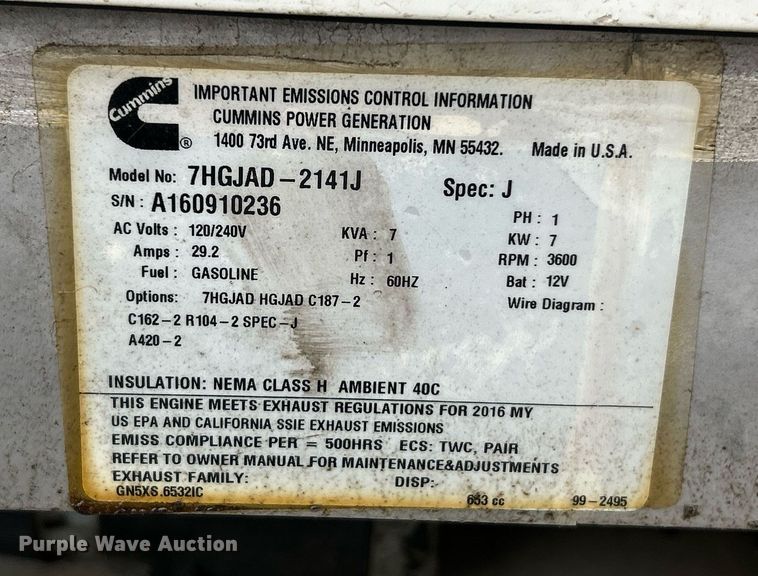 Cummins
®
IMPORTANT EMISSIONS CONTROL INFORMATION
CUMMINS POWER GENERATION
1400 73rd Ave. NE, Minneapolis, MN 55432. Made in U.S.A.
Model No: 7HGJAD-2141J Spec: J
S/N : A160910236
PH : 1
AC Volts : 120/240V KVA : 7 KW : 7
Amps : 29.2 Pf : 1 RPM : 3600
Fuel : GASOLINE Hz : 60HZ Bat : 12V
Options: 7HGJAD HGJAD C187-2 Wire Diagram :
C162-2 R104-2 SPEC-J
A420-2
INSULATION: NEMA CLASS H AMBIENT 40C
THIS ENGINE MEETS EXHAUST REGULATIONS FOR 2016 MY
US EPA AND CALIFORNIA SSIE EXHAUST EMISSIONS
EMISS COMPLIANCE PER = 500HRS ECS: TWC, PAIR
REFER TO OWNER MANUAL FOR MAINTENANCE&ADJUSTMENTS
EXHAUST FAMILY: DISP:
GN5XS.6532IC 653 cc 99-2495
Purple Wave Auction